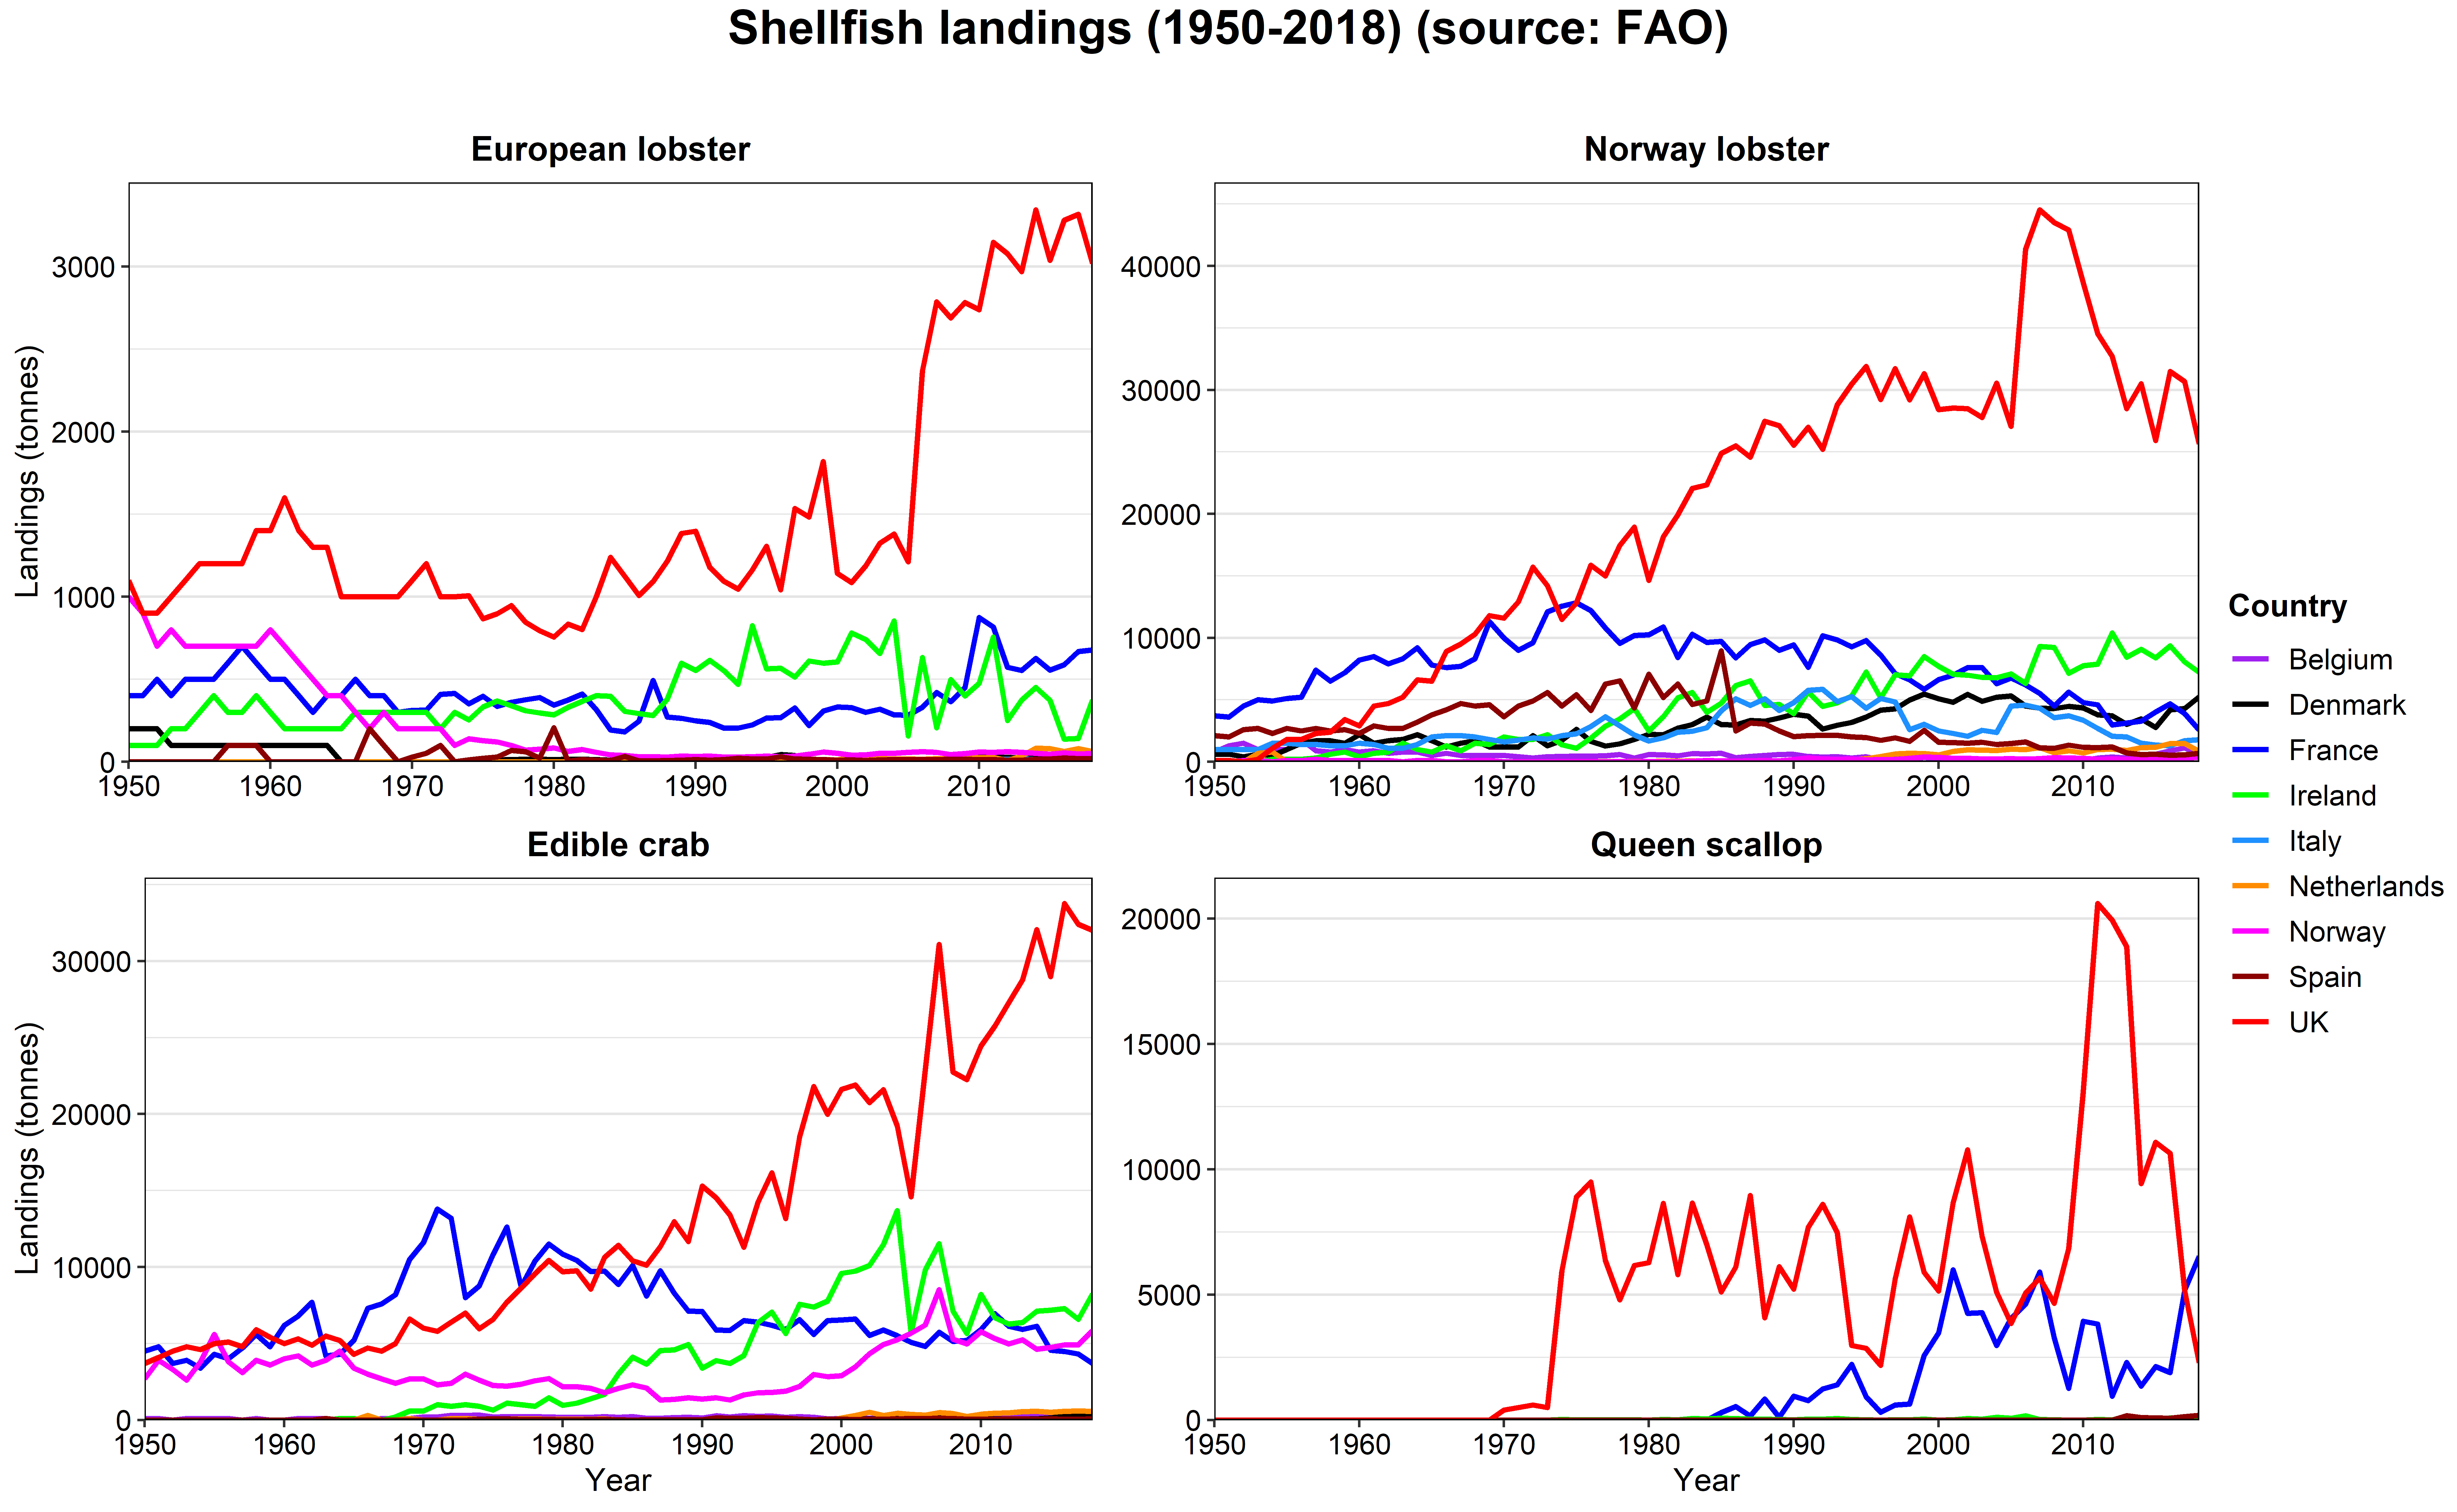 Shellfish landings (1950-2018) (source: FAO)
European lobster
Landings (tonnes)
3000
2000
1000
0
1950 1960 1970 1980 1990 2000 2010
Norway lobster
40000
30000
20000
10000
0
1950 1960 1970 1980 1990 2000 2010
Edible crab
Landings (tonnes)
30000
20000
10000
0
1950 1960 1970 1980 1990 2000 2010
Year
Queen scallop
20000
15000
10000
5000
0
1950 1960 1970 1980 1990 2000 2010
Year
Country
Belgium
Denmark
France
Ireland
Italy
Netherlands
Norway
Spain
UK